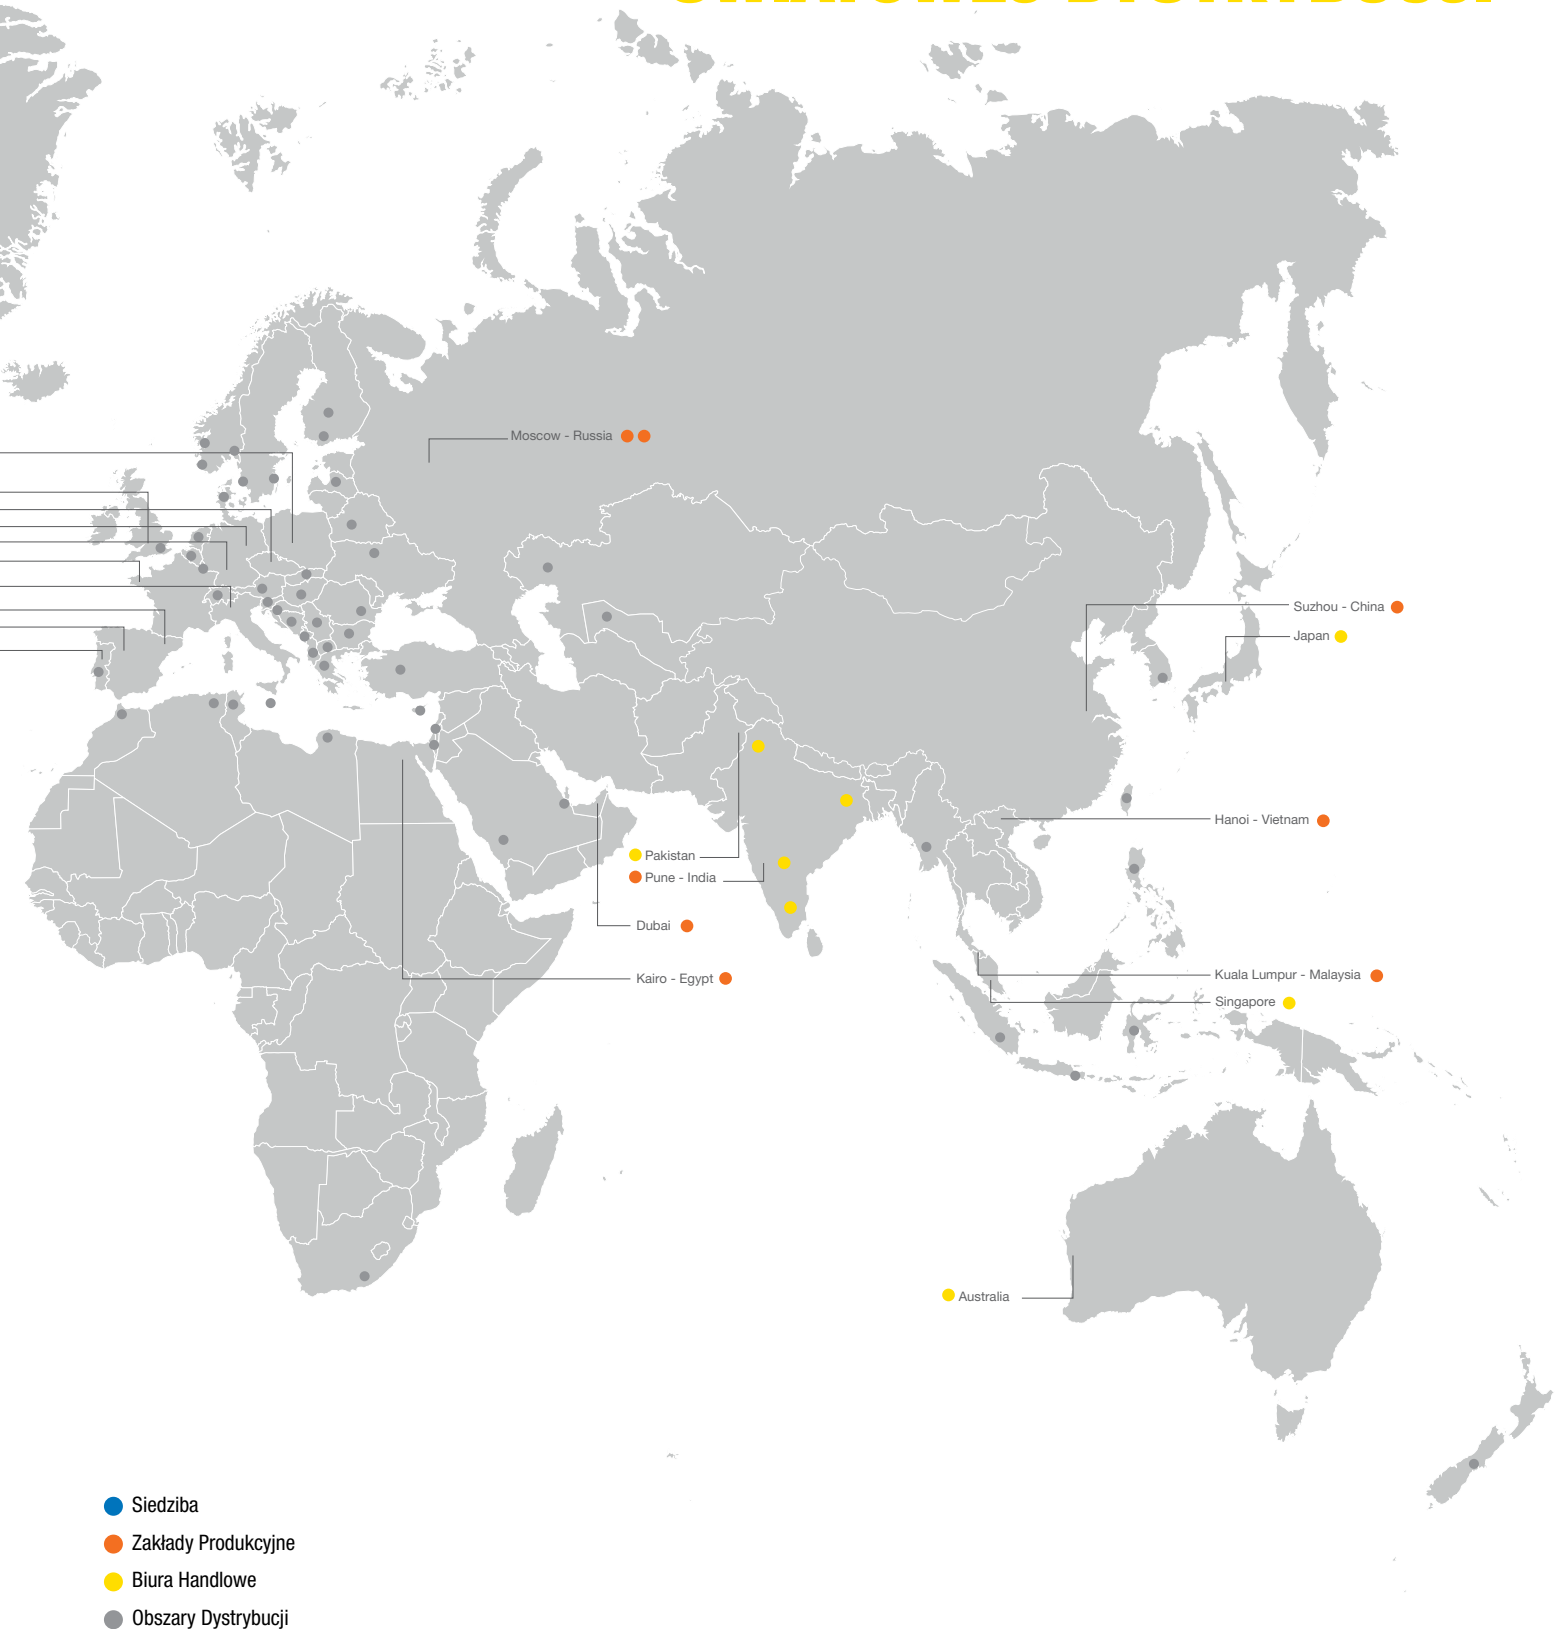 Moscow - Russia
Suzhou - China
Japan
Hanoi - Vietnam
Pakistan
Pune - India
Dubai
Kairo - Egypt
Kuala Lumpur - Malaysia
Singapore
Australia
Siedziba
Zakłady Produkcyjne
Biura Handlowe
Obszary Dystrybucji